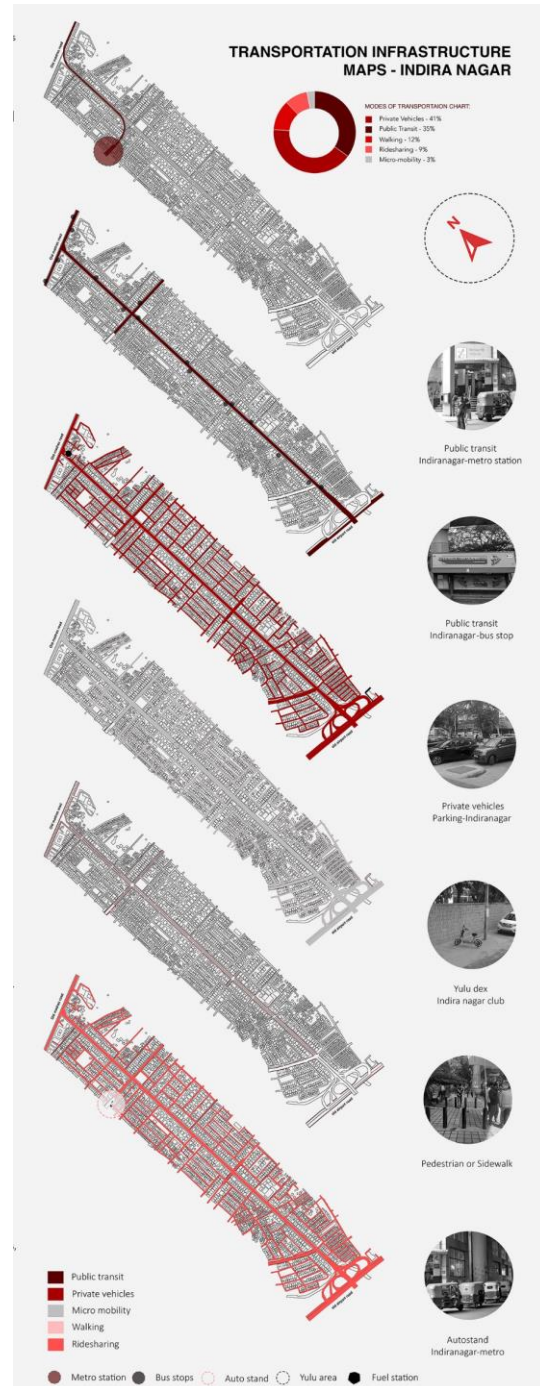 TRANSPORTATION INFRASTRUCTURE
MAPS - INDIRA NAGAR
MODES OF TRANSPORTAITON CHART:
Private Vehicles - 41%
Public Transit - 35%
Walking - 12%
Ridesharing - 9%
Micro-mobility - 3%
N
Public transit
Indiranagar-metro station
Public transit
Indiranagar-bus stop
Private vehicles
Parking-Indiranagar
Yulu dex
Indira nagar club
Pedestrian or Sidewalk
Autostand
Indiranagar-metro
Public transit
Private vehicles
Micro mobility
Walking
Ridesharing
Metro station
Bus stops
Auto stand
Yulu area
Fuel station